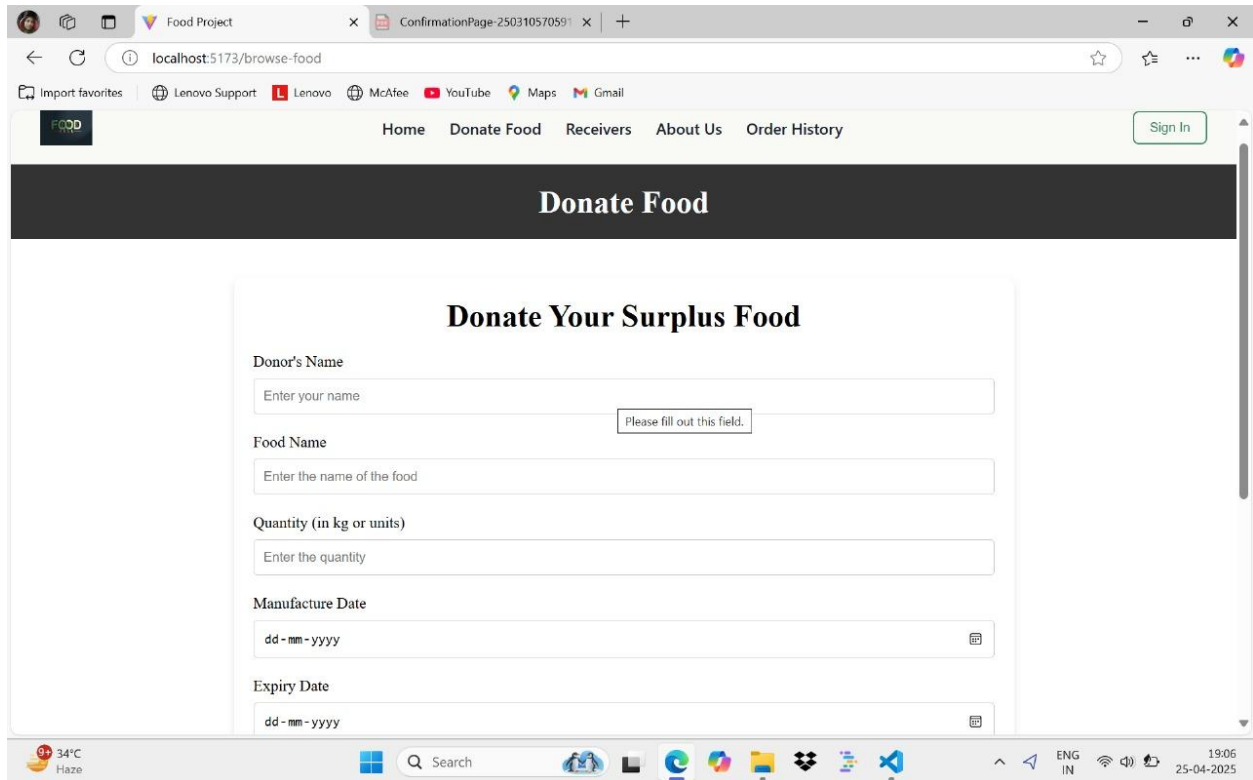 Food Project
ConfirmationPage-250310570591
localhost:5173/browse-food
Import favorites Lenovo Support L Lenovo McAfee YouTube Maps Gmail
FOOD
Home Donate Food Receivers About Us Order History Sign In
Donate Food
Donate Your Surplus Food
Donor's Name
Enter your name
Please fill out this field.
Food Name
Enter the name of the food
Quantity (in kg or units)
Enter the quantity
Manufacture Date
dd-mm-yyyy
Expiry Date
dd-mm-yyyy
9+ 34°C
Haze
Search
ENG
IN
19:06
25-04-2025